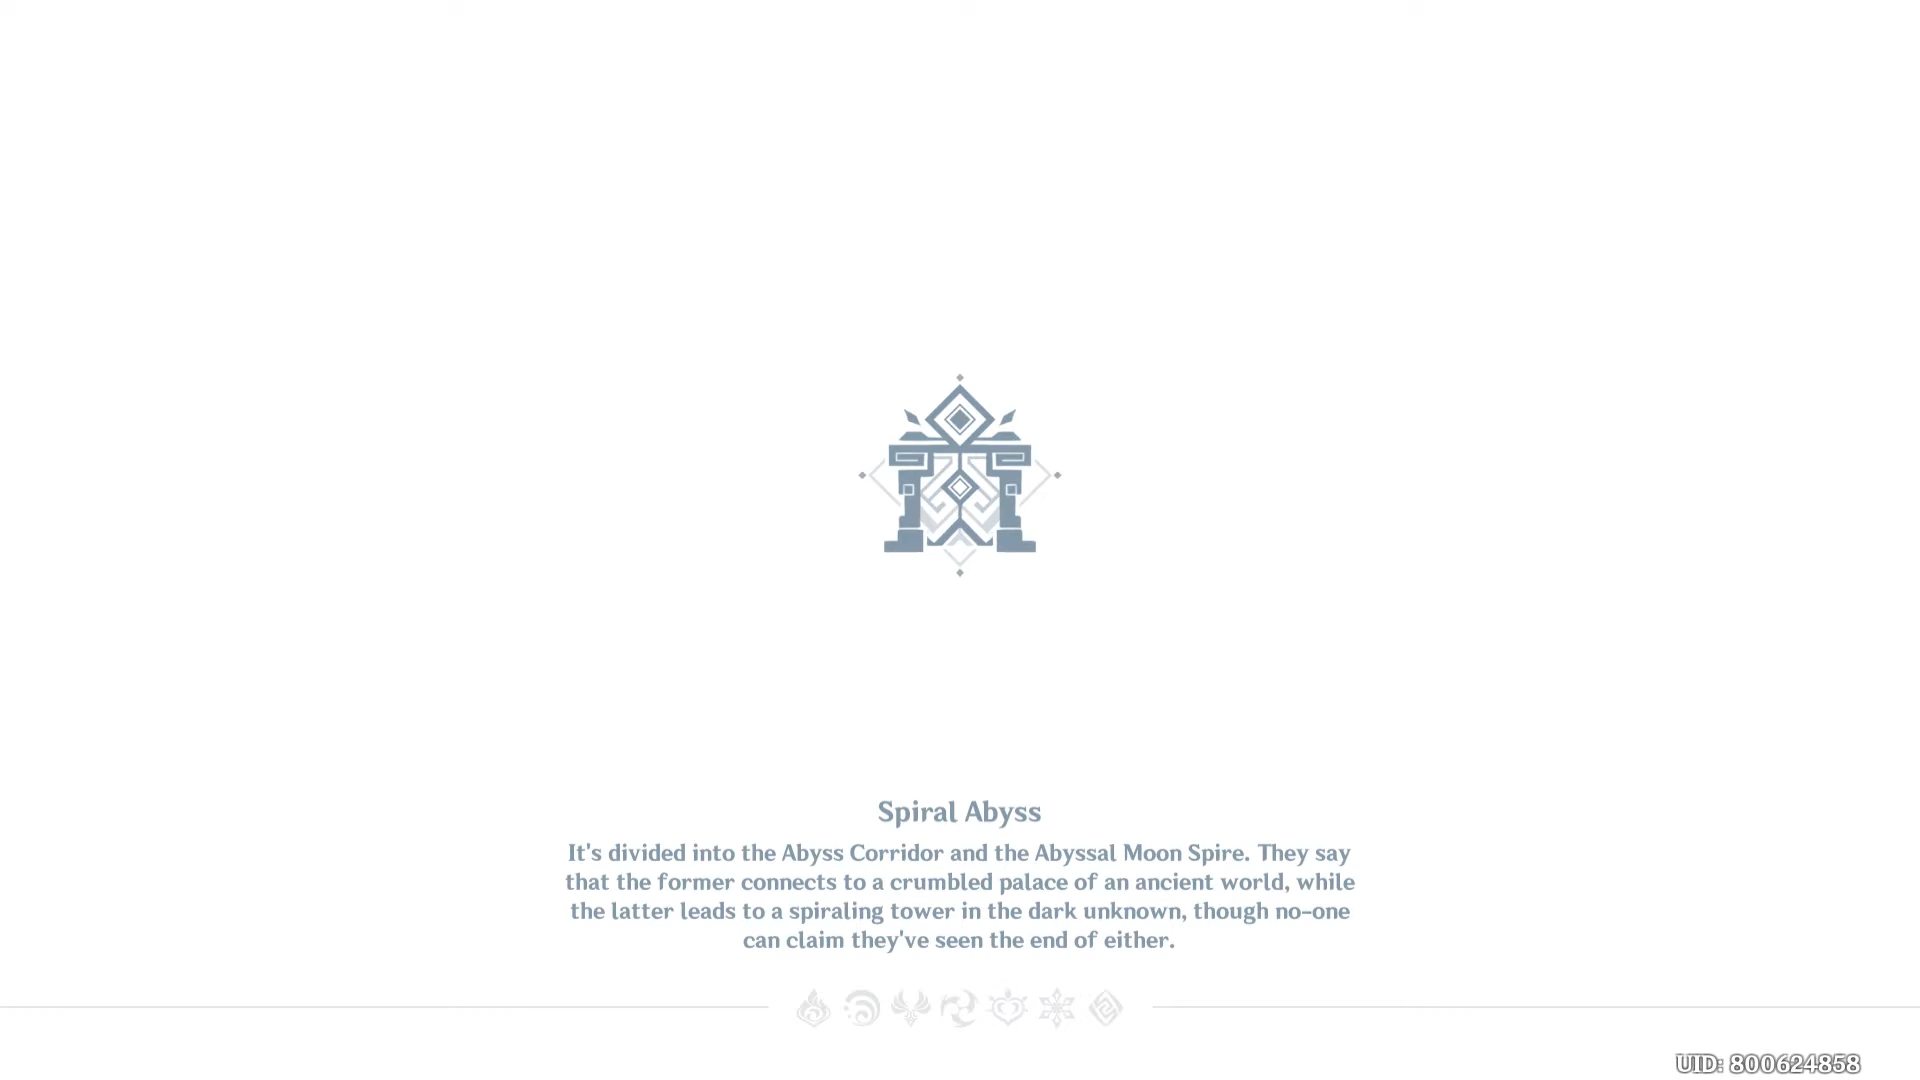 Spiral Abyss
It's divided into the Abyss Corridor and the Abyssal Moon Spire. They say
that the former connects to a crumbled palace of an ancient world, while
the latter leads to a spiraling tower in the dark unknown, though no-one
can claim they've seen the end of either.
UID: 800624858